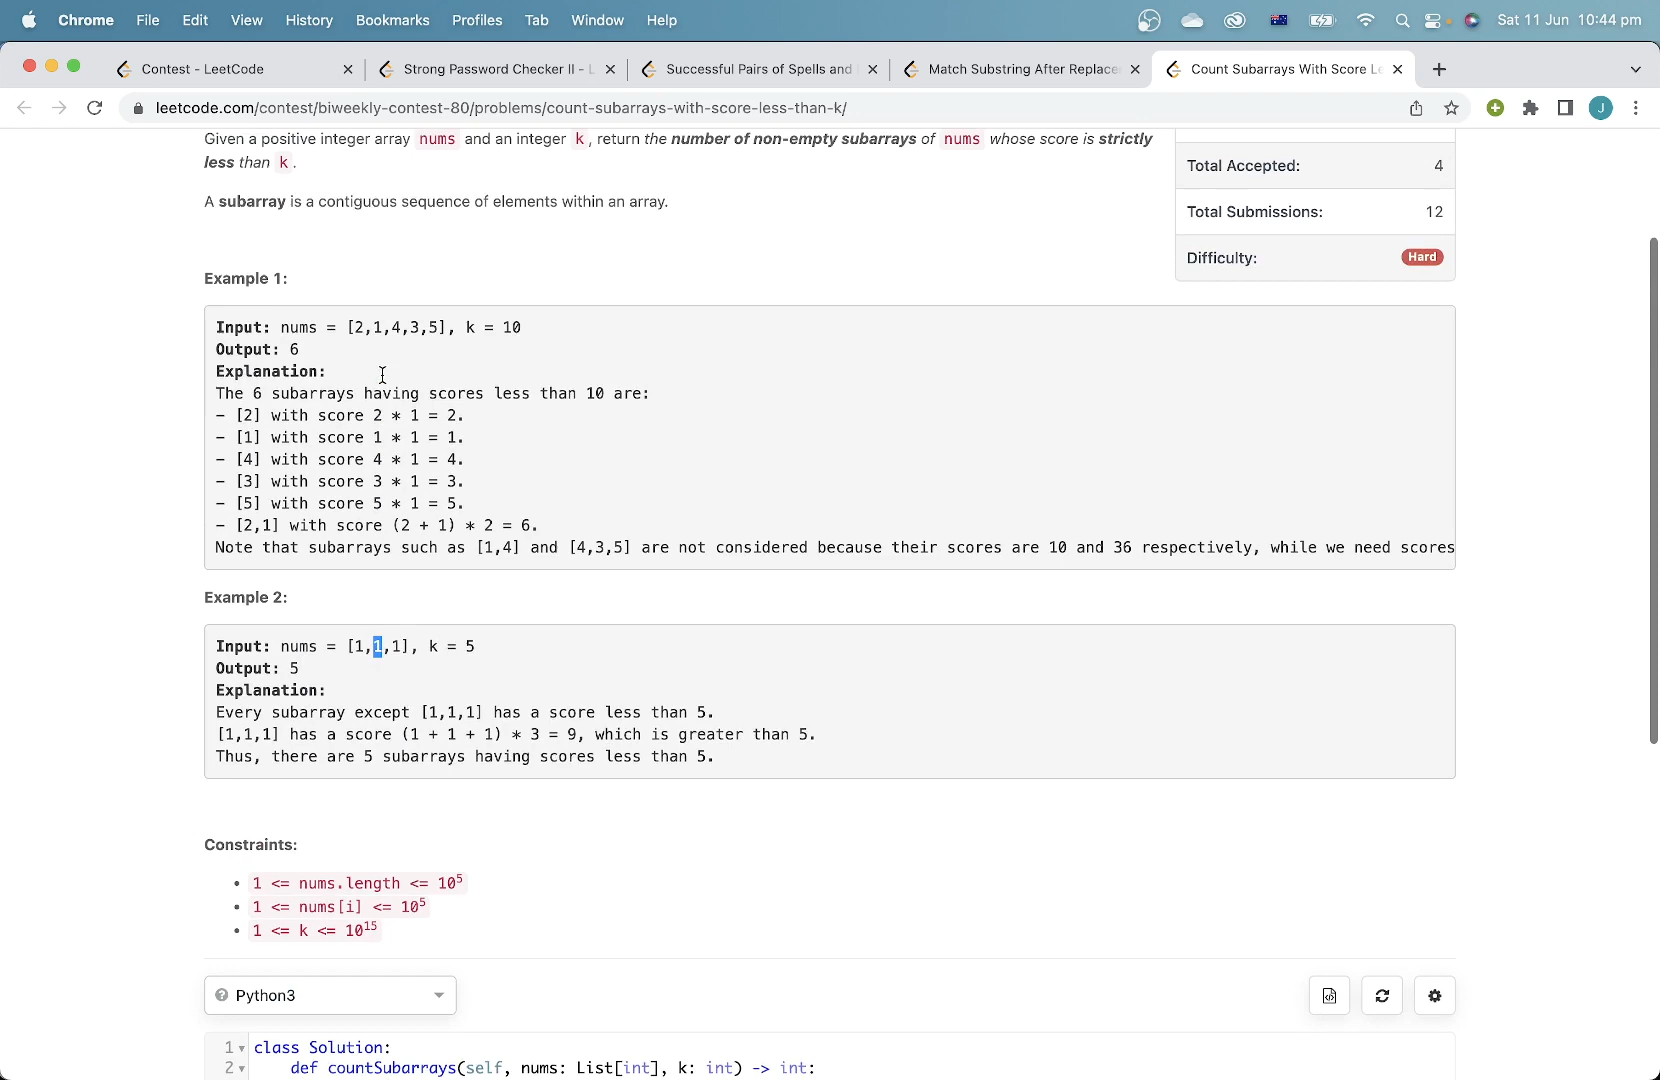 Chrome File Edit View History Bookmarks Profiles Tab Window Help Sat 11 Jun 10:44 pm
Contest - LeetCode
Strong Password Checker II - L
Successful Pairs of Spells and
Match Substring After Replace
Count Subarrays With Score Le
leetcode.com/contest/biweekly-contest-80/problems/count-subarrays-with-score-less-than-k/
J
Given a positive integer array nums and an integer k, return the number of non-empty subarrays of nums whose score is strictly
less than k.
A subarray is a contiguous sequence of elements within an array.
Total Accepted: 4
Total Submissions: 12
Difficulty: Hard
Example 1:
Input: nums = [2,1,4,3,5], k = 10
Output: 6
Explanation:
The 6 subarrays having scores less than 10 are:
- [2] with score 2 * 1 = 2.
- [1] with score 1 * 1 = 1.
- [4] with score 4 * 1 = 4.
- [3] with score 3 * 1 = 3.
- [5] with score 5 * 1 = 5.
- [2,1] with score (2 + 1) * 2 = 6.
Note that subarrays such as [1,4] and [4,3,5] are not considered because their scores are 10 and 36 respectively, while we need scores
Example 2:
Input: nums = [1,1,1], k = 5
Output: 5
Explanation:
Every subarray except [1,1,1] has a score less than 5.
[1,1,1] has a score (1 + 1 + 1) * 3 = 9, which is greater than 5.
Thus, there are 5 subarrays having scores less than 5.
Constraints:
• 1 <= nums.length <= 10⁵
• 1 <= nums[i] <= 10⁵
• 1 <= k <= 10¹⁵
Python3
1 class Solution:
2 def countSubarrays(self, nums: List[int], k: int) -> int: